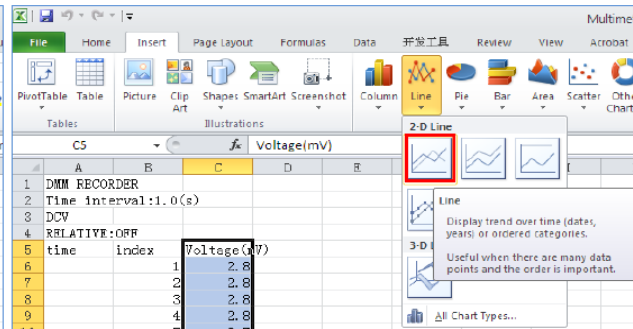 Multime
File Home Insert Page Layout Formulas Data 开发工具 Review View Acrobat
PivotTable Table Picture Clip Art Shapes SmartArt Screenshot Column Line Pie Bar Area Scatter Othe Chart
Tables Illustrations
2-D Line
C5 fx Voltage(mV)
A B C D E
1 DMM RECORDER
2 Time interval:1.0(s)
3 DCV
4 RELATIVE:OFF
5 time index Voltage(mV)
6 1 2.8
7 2 2.8
8 3 2.8
9 4 2.8
Line
Display trend over time (dates,
years) or ordered categories.
Useful when there are many data
points and the order is important.
3-D L
All Chart Types...